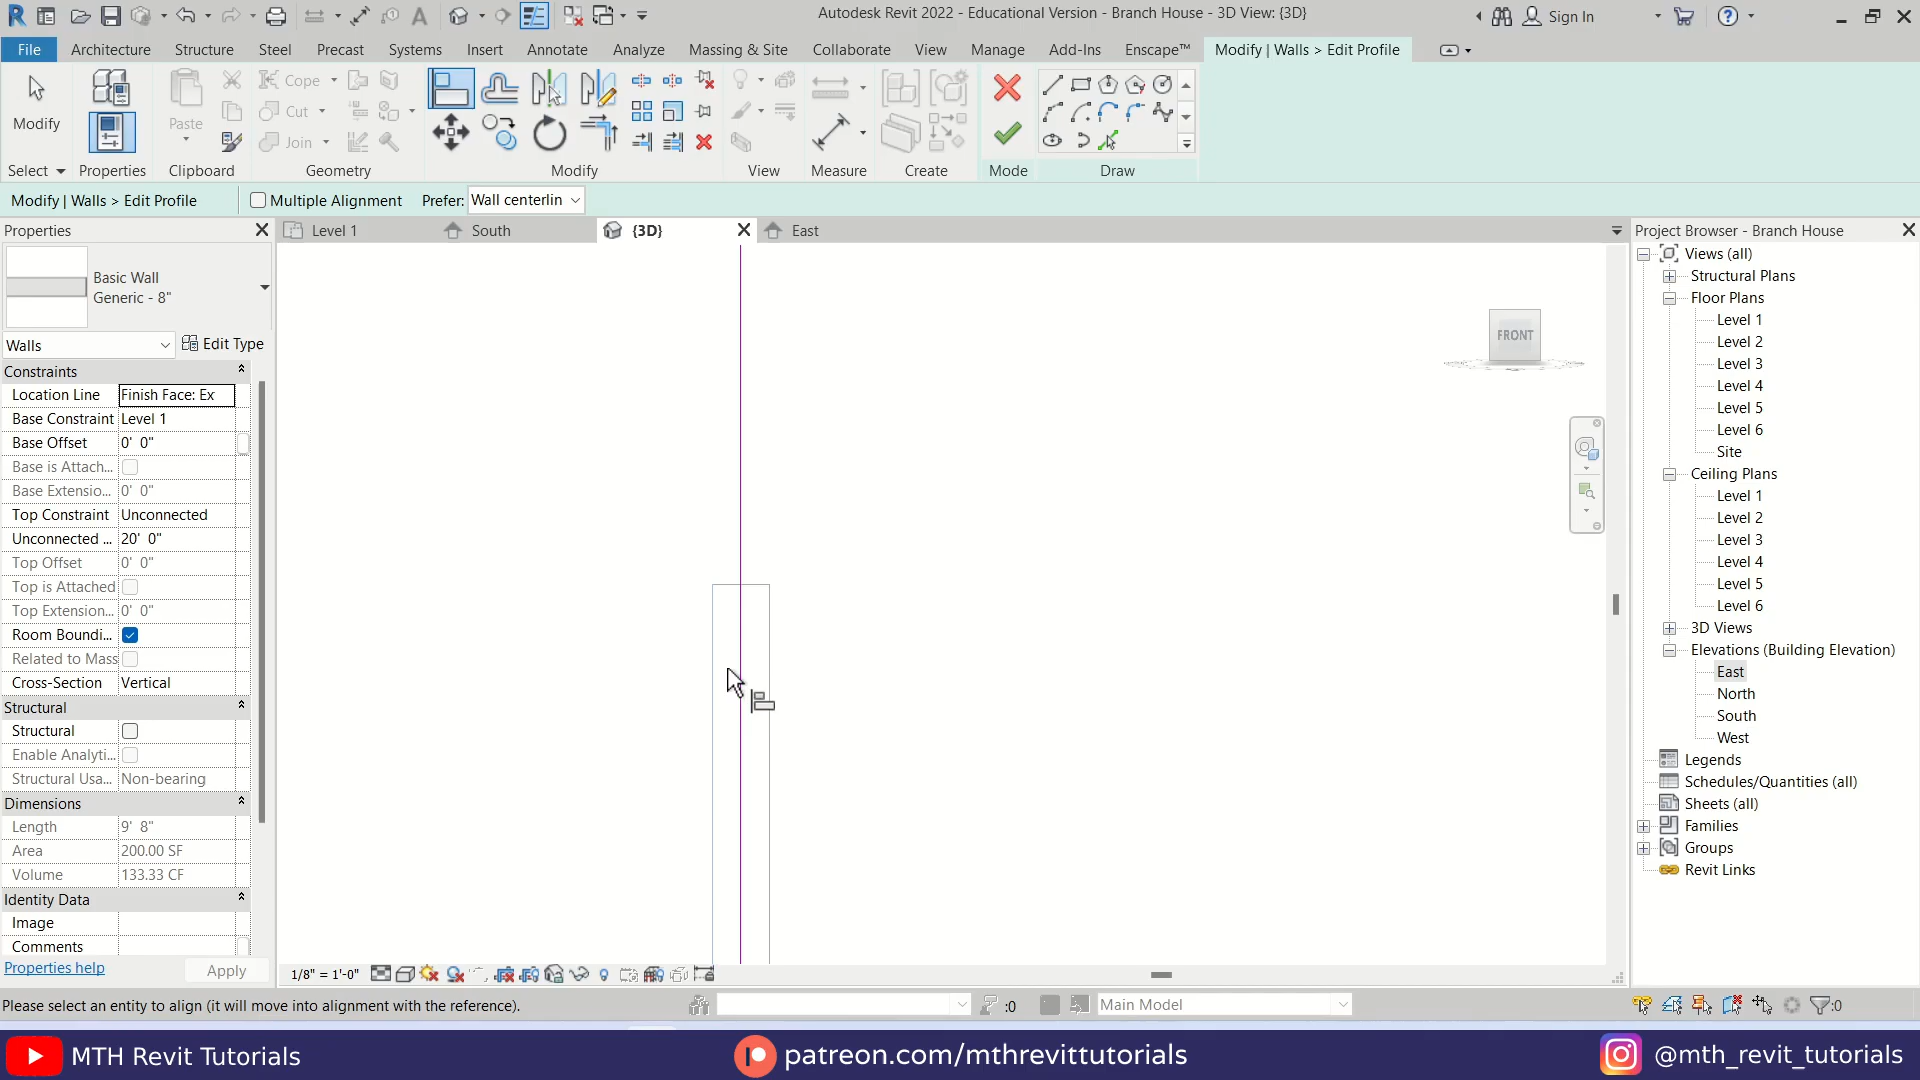 Autodesk Revit 2022 - Educational Version - Branch House - 3D View: {3D}
Sign In
File Architecture Structure Steel Precast Systems Insert Annotate Analyze Massing & Site Collaborate View Manage Add-Ins Enscape™ Modify | Walls > Edit Profile
Modify
Paste
Cope
Cut
Join
Select Properties Clipboard Geometry Modify View Measure Create Mode Draw
Modify | Walls > Edit Profile
Multiple Alignment
Prefer: Wall centerlin
Properties
Basic Wall
Generic - 8"
Walls
Edit Type
Constraints
Location Line Finish Face: Ex
Base Constraint Level 1
Base Offset 0' 0"
Base is Attach...
Base Extensio... 0' 0"
Top Constraint Unconnected
Unconnected ... 20' 0"
Top Offset 0' 0"
Top is Attached
Top Extension... 0' 0"
Room Boundi...
Related to Mass
Cross-Section Vertical
Structural
Structural
Enable Analyti...
Structural Usa... Non-bearing
Dimensions
Length 9' 8"
Area 200.00 SF
Volume 133.33 CF
Identity Data
Image
Comments
Properties help
Apply
Level 1
South
{3D}
East
FRONT
1/8" = 1'-0"
Project Browser - Branch House
Views (all)
Structural Plans
Floor Plans
Level 1
Level 2
Level 3
Level 4
Level 5
Level 6
Site
Ceiling Plans
Level 1
Level 2
Level 3
Level 4
Level 5
Level 6
3D Views
Elevations (Building Elevation)
East
North
South
West
Legends
Schedules/Quantities (all)
Sheets (all)
Families
Groups
Revit Links
Please select an entity to align (it will move into alignment with the reference).
:0
Main Model
:0
MTH Revit Tutorials
patreon.com/mthrevittutorials
@mth_revit_tutorials